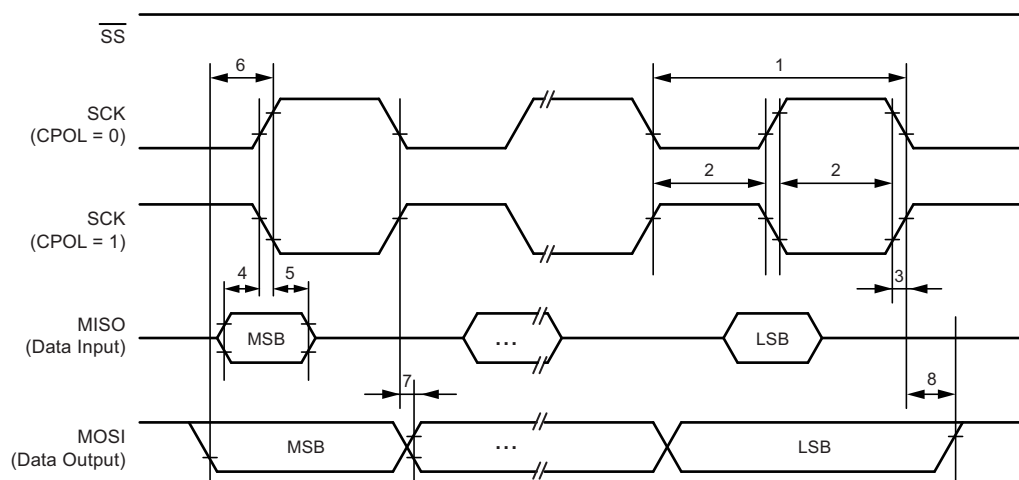 SS
6
1
SCK
(CPOL = 0)
2
2
SCK
(CPOL = 1)
4
5
3
MISO
(Data Input)
MSB
...
LSB
7
8
MOSI
(Data Output)
MSB
...
LSB